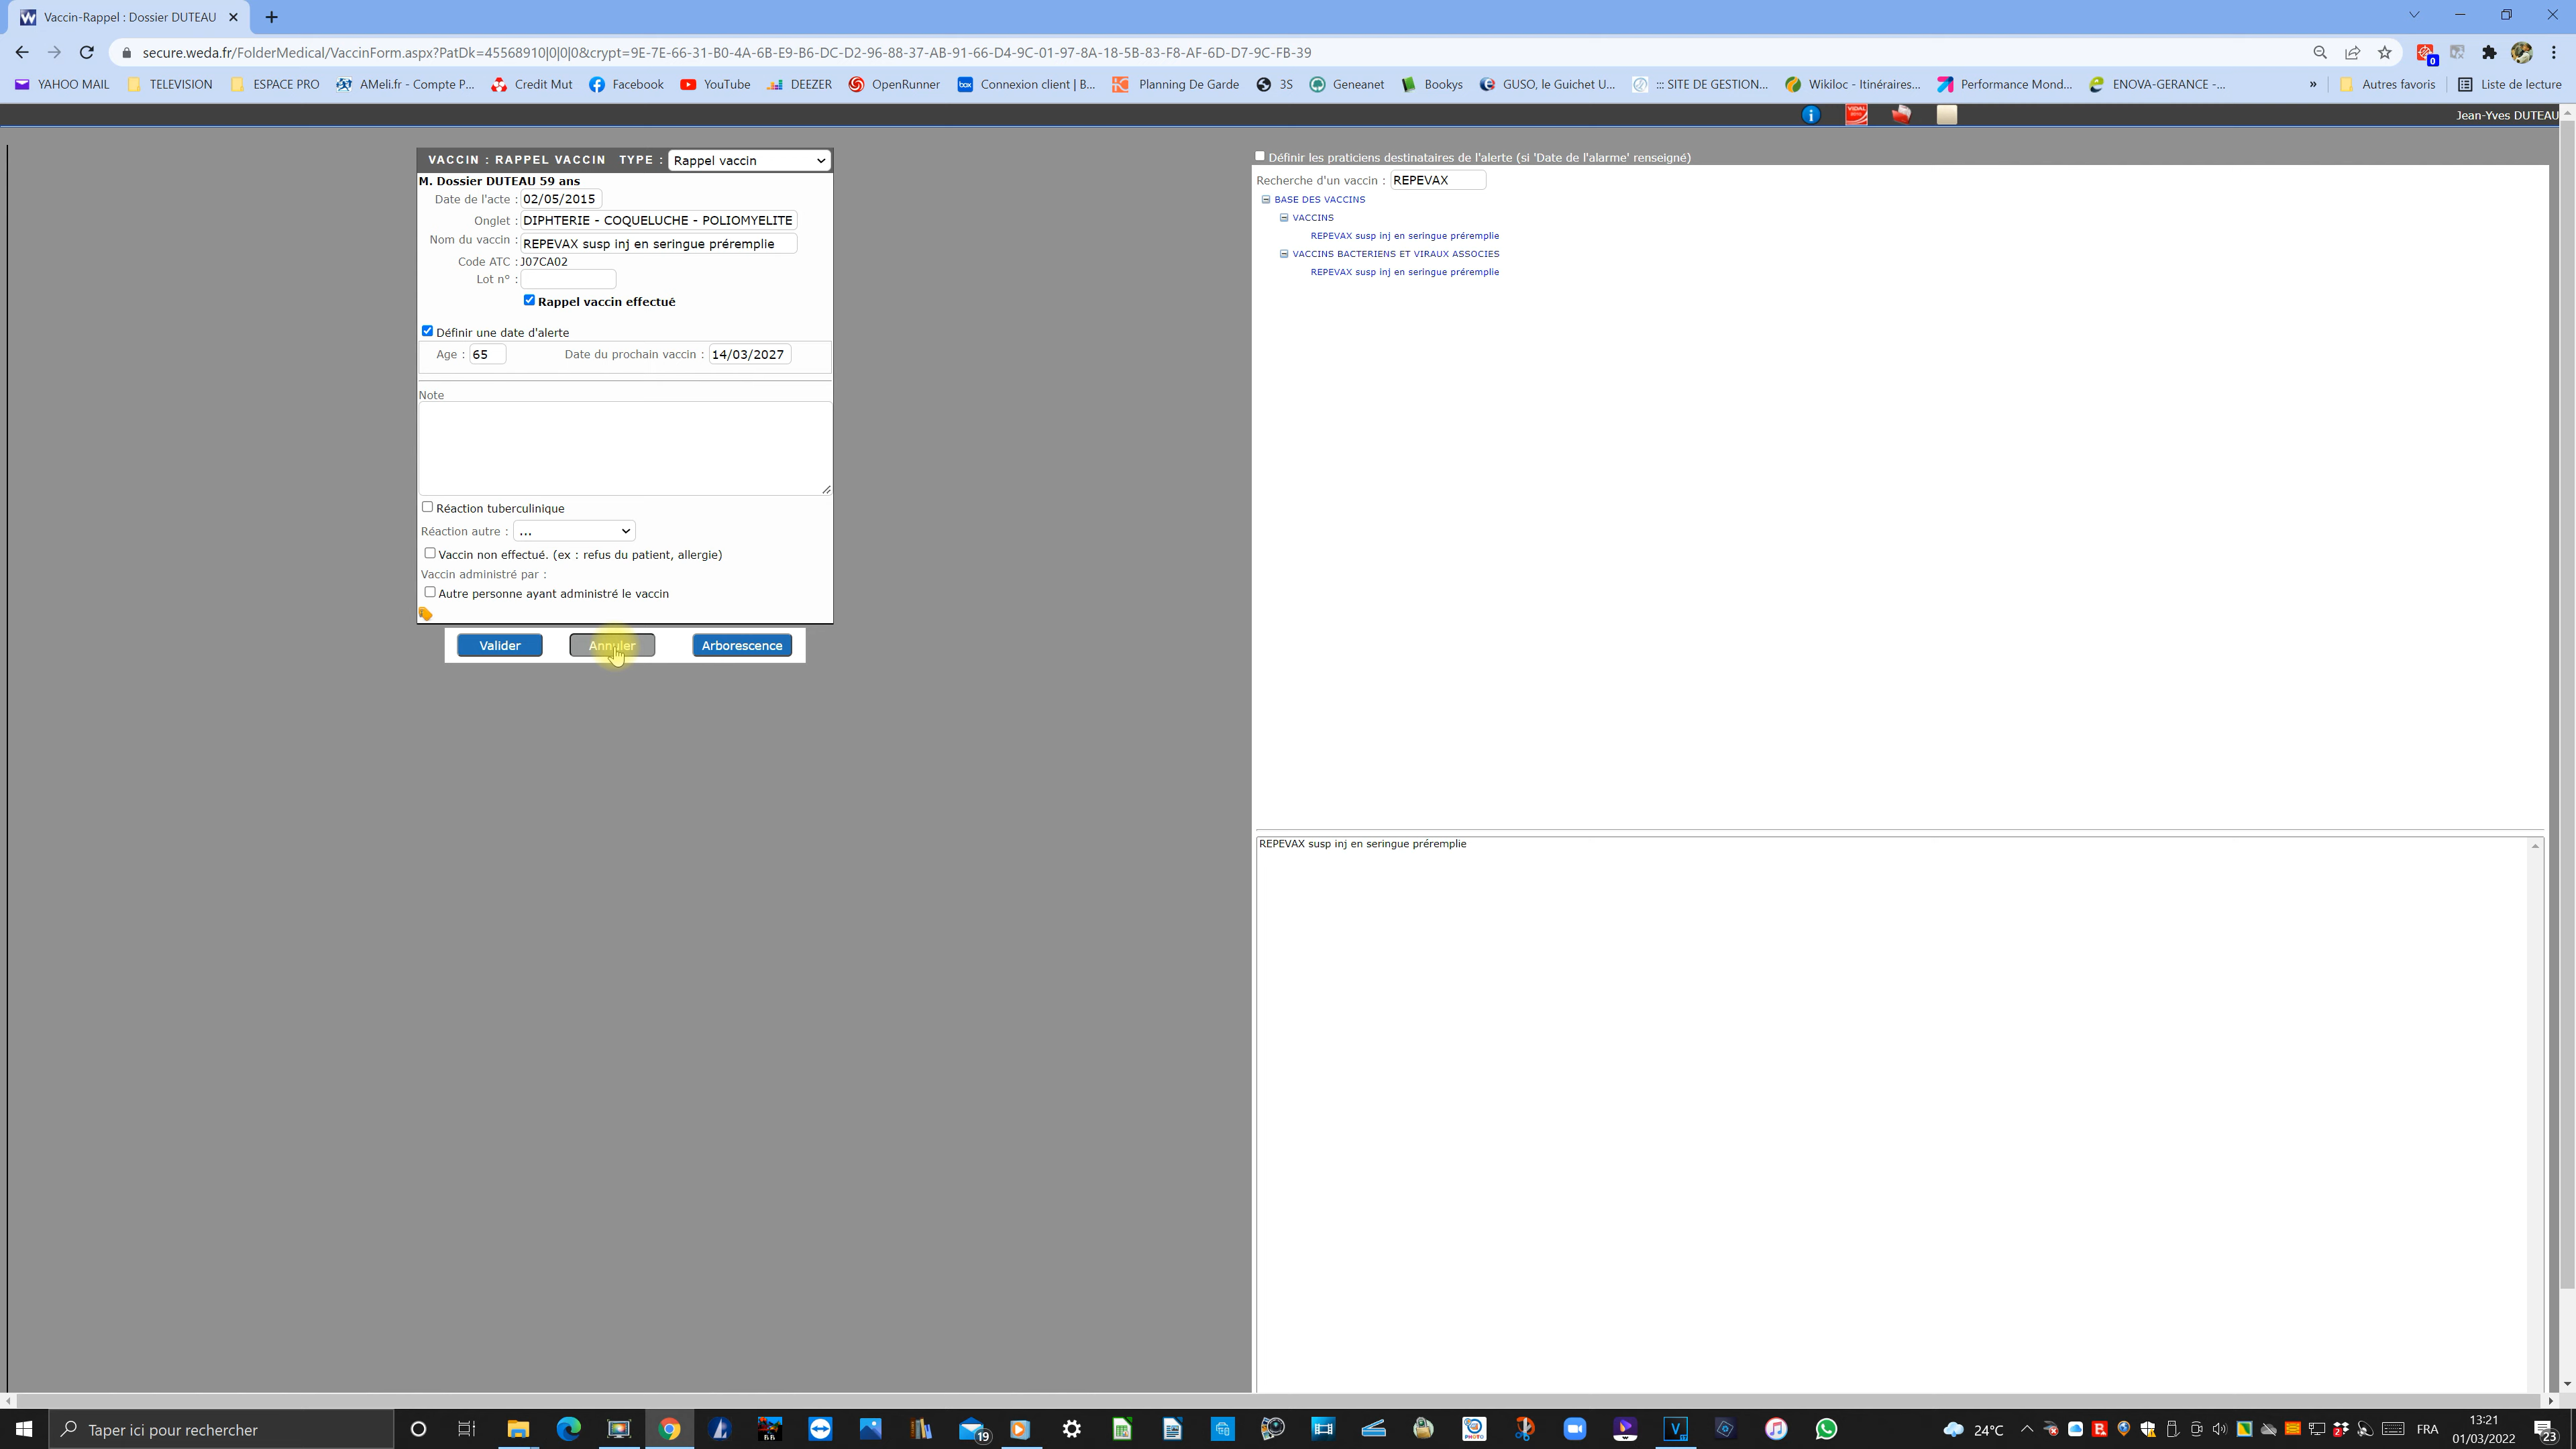 Vaccin-Rappel : Dossier DUTEAU
secure.weda.fr/FolderMedical/VaccinForm.aspx?PatDk=45568910|0|0|0&crypt=9E-7E-66-31-B0-4A-6B-E9-B6-DC-D2-96-88-37-AB-91-66-D4-9C-01-97-8A-18-5B-83-F8-AF-6D-D7-9C-FB-39
0
YAHOO MAIL TELEVISION ESPACE PRO AMeli.fr - Compte P... Credit Mut Facebook YouTube DEEZER OpenRunner Connexion client | B... Planning De Garde 3S Geneanet Bookys GUSO, le Guichet U... ::: SITE DE GESTION... Wikiloc - Itinéraires... Performance Mond... ENOVA-GERANCE -... » Autres favoris Liste de lecture
Jean-Yves DUTEAU
VACCIN : RAPPEL VACCIN TYPE : Rappel vaccin
M. Dossier DUTEAU 59 ans
Date de l'acte : 02/05/2015
Onglet : DIPHTERIE - COQUELUCHE - POLIOMYELITE
Nom du vaccin : REPEVAX susp inj en seringue préremplie
Code ATC : J07CA02
Lot n° :
Rappel vaccin effectué
Définir une date d'alerte
Age : 65 Date du prochain vaccin : 14/03/2027
Note
Réaction tuberculinique
Réaction autre : ...
Vaccin non effectué. (ex : refus du patient, allergie)
Vaccin administré par :
Autre personne ayant administré le vaccin
Valider Annuler Arborescence
Définir les praticiens destinataires de l'alerte (si 'Date de l'alarme' renseigné)
Recherche d'un vaccin : REPEVAX
BASE DES VACCINS
VACCINS
REPEVAX susp inj en seringue préremplie
VACCINS BACTERIENS ET VIRAUX ASSOCIES
REPEVAX susp inj en seringue préremplie
REPEVAX susp inj en seringue préremplie
Taper ici pour rechercher
19
24°C
FRA
13:21
01/03/2022
23